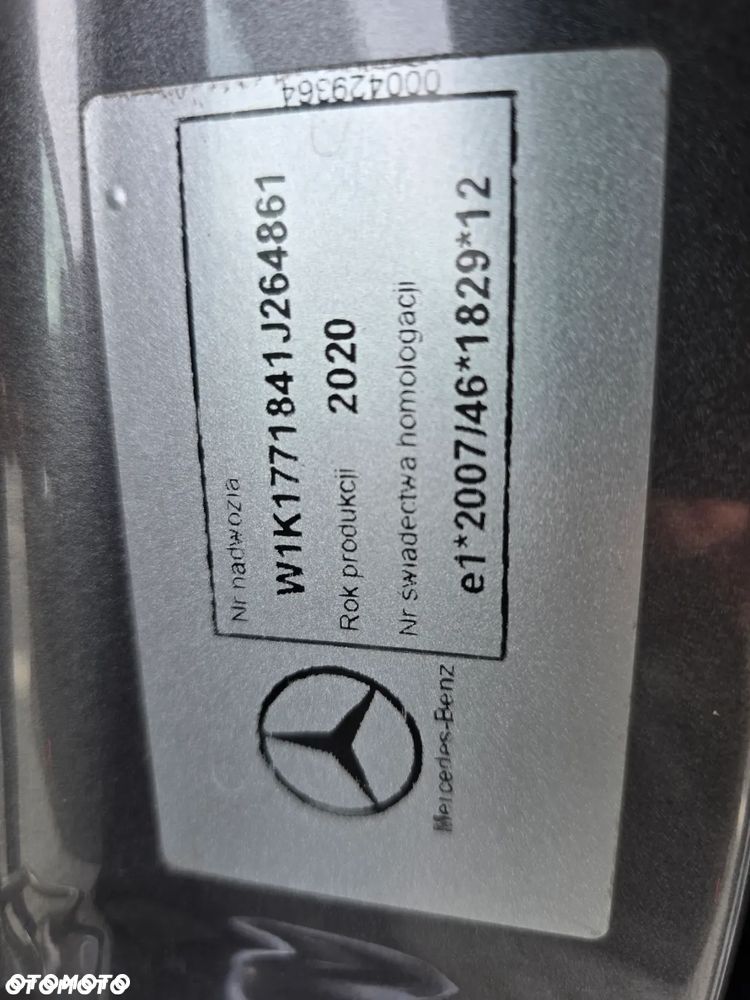 000429364
Nr nadwozia
W1K1771841J264861
Rok produkcji 2020
Nr świadectwa homologacji
e1*2007/46*1829*12
Mercedes-Benz
OTOMOTO